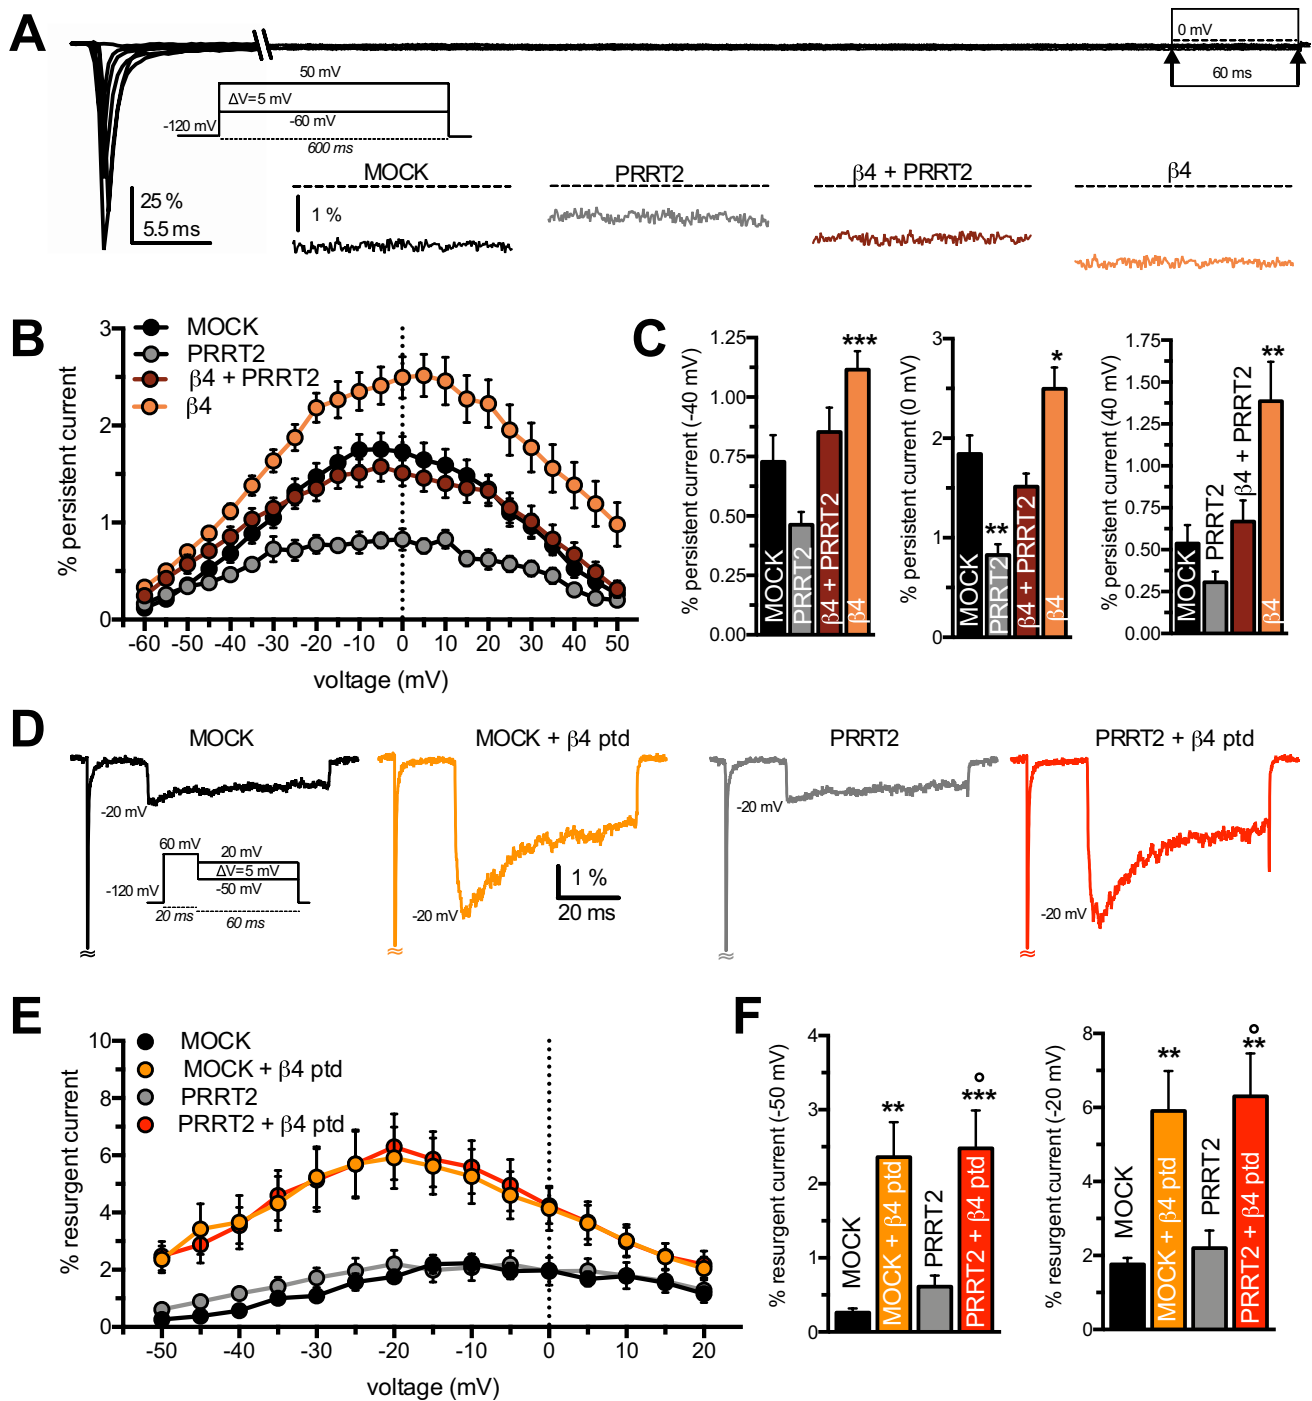 A
0 mV
60 ms
50 mV
ΔV=5 mV
-120 mV
-60 mV
600 ms
25 %
5.5 ms
MOCK
PRRT2
β4 + PRRT2
β4
1 %
B
% persistent current
3
2
1
0
MOCK
PRRT2
β4 + PRRT2
β4
-60 -50 -40 -30 -20 -10 0 10 20 30 40 50
voltage (mV)
C
% persistent current (-40 mV)
1.25
1.00
0.75
0.50
0.25
0.00
***
MOCK
PRRT2
β4 + PRRT2
β4
% persistent current (0 mV)
3
2
1
0
**
*
MOCK
PRRT2
β4 + PRRT2
β4
% persistent current (40 mV)
1.75
1.50
1.25
1.00
0.75
0.50
0.25
0.00
**
MOCK
PRRT2
β4 + PRRT2
β4
D
MOCK
MOCK + β4 ptd
PRRT2
PRRT2 + β4 ptd
-20 mV
-20 mV
-20 mV
-20 mV
60 mV
20 mV
ΔV=5 mV
-120 mV
-50 mV
20 ms
60 ms
1 %
20 ms
≈
≈
≈
≈
E
% resurgent current
10
8
6
4
2
0
MOCK
MOCK + β4 ptd
PRRT2
PRRT2 + β4 ptd
-50 -40 -30 -20 -10 0 10 20
voltage (mV)
F
% resurgent current (-50 mV)
4
3
2
1
0
**
°
***
MOCK
MOCK + β4 ptd
PRRT2
PRRT2 + β4 ptd
% resurgent current (-20 mV)
8
6
4
2
0
**
°
**
MOCK
MOCK + β4 ptd
PRRT2
PRRT2 + β4 ptd